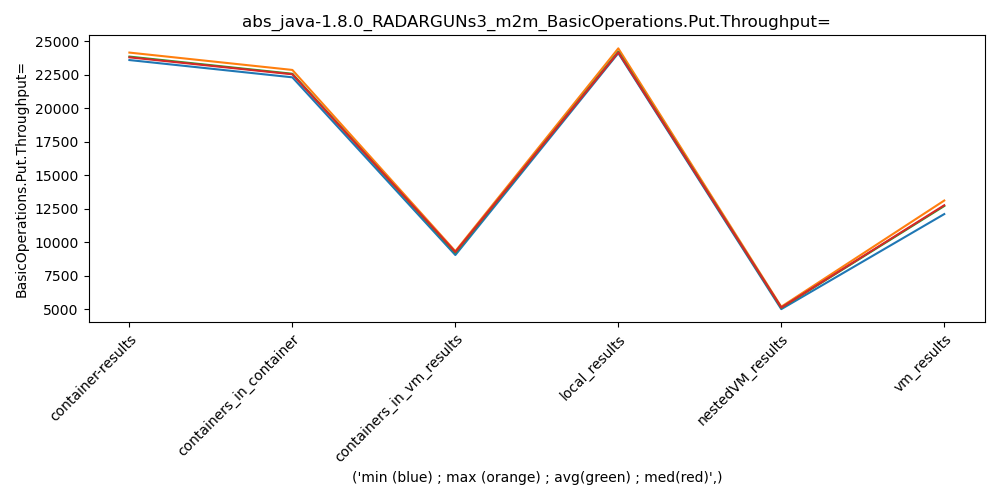 abs_java-1.8.0_RADARGUNs3_m2m_BasicOperations.Put.Throughput=
BasicOperations.Put.Throughput=
25000
22500
20000
17500
15000
12500
10000
7500
5000
container-results
containers_in_container
containers_in_vm_results
local_results
nestedVM_results
vm_results
('min (blue) ; max (orange) ; avg(green) ; med(red)',)